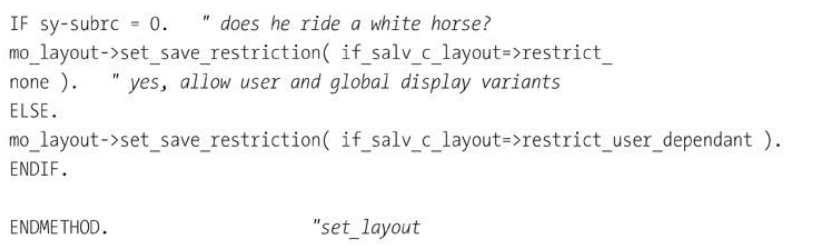 IF sy-subrc = 0.   " does he ride a white horse?
mo_layout->set_save_restriction( if_salv_c_layout=>restrict_
none ).   " yes, allow user and global display variants
ELSE.
mo_layout->set_save_restriction( if_salv_c_layout=>restrict_user_dependant ).
ENDIF.
ENDMETHOD.                    "set_layout